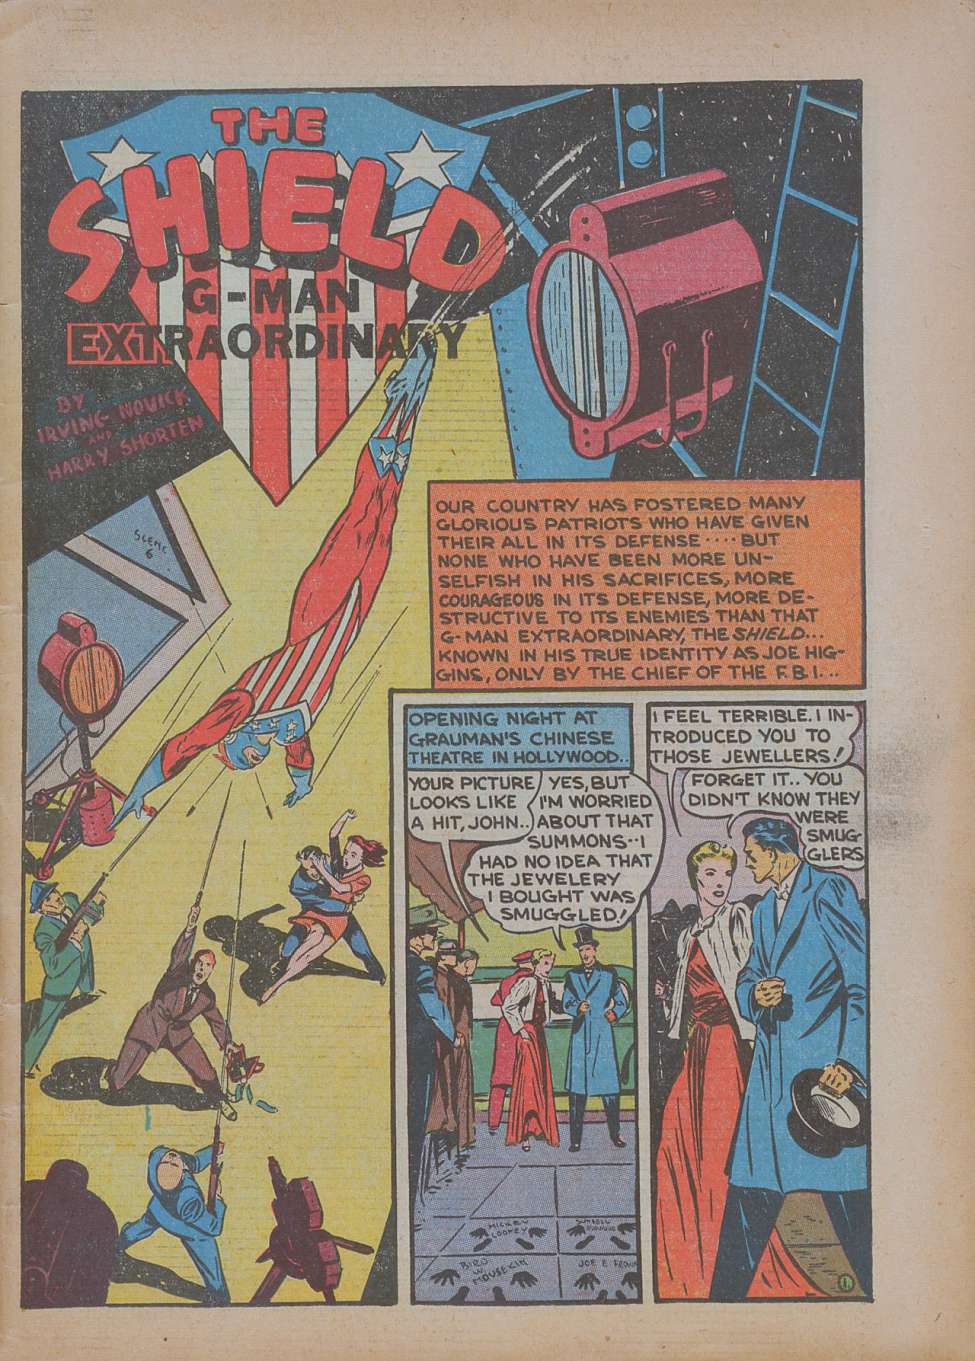 THE
SHIELD
G-MAN
EXTRAORDINARY
BY
IRVING NOVICK
AND
HARRY SHORTEN
SCENE
6
OUR COUNTRY HAS FOSTERED MANY
GLORIOUS PATRIOTS WHO HAVE GIVEN
THEIR ALL IN ITS DEFENSE ···· BUT
NONE WHO HAVE BEEN MORE UN-
SELFISH IN HIS SACRIFICES, MORE
COURAGEOUS IN ITS DEFENSE, MORE DE-
STRUCTIVE TO ITS ENEMIES THAN THAT
G-MAN EXTRAORDINARY, THE SHIELD...
KNOWN IN HIS TRUE IDENTITY AS JOE HIG-
GINS, ONLY BY THE CHIEF OF THE F.B.I...
OPENING NIGHT AT
GRAUMAN'S CHINESE
THEATRE IN HOLLYWOOD..
YOUR PICTURE
LOOKS LIKE
A HIT, JOHN..
YES, BUT
I'M WORRIED
ABOUT THAT
SUMMONS-·I
HAD NO IDEA THAT
THE JEWELERY
I BOUGHT WAS
SMUGGLED!
MICKEY
LOONEY
BIRD
W.
MOUSEKIN
JOE E
I FEEL TERRIBLE. I IN-
TRODUCED YOU TO
THOSE JEWELLERS!
FORGET IT.. YOU
DIDN'T KNOW THEY
WERE
SMUG-
GLERS
1.